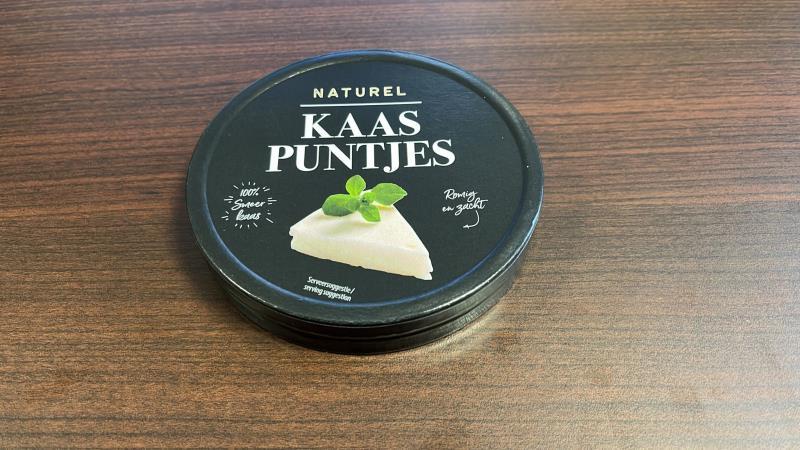 NATUREL
KAAS
PUNTJES
100%
Smeer
kaas
Romig
en zacht
Serveersuggestie/
serving suggestion